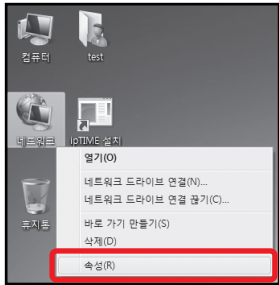 컴퓨터
test
네트워크
ipTIME 설치
열기(O)
네트워크 드라이브 연결(N)...
네트워크 드라이브 연결 끊기(C)...
휴지통
바로 가기 만들기(S)
삭제(D)
속성(R)